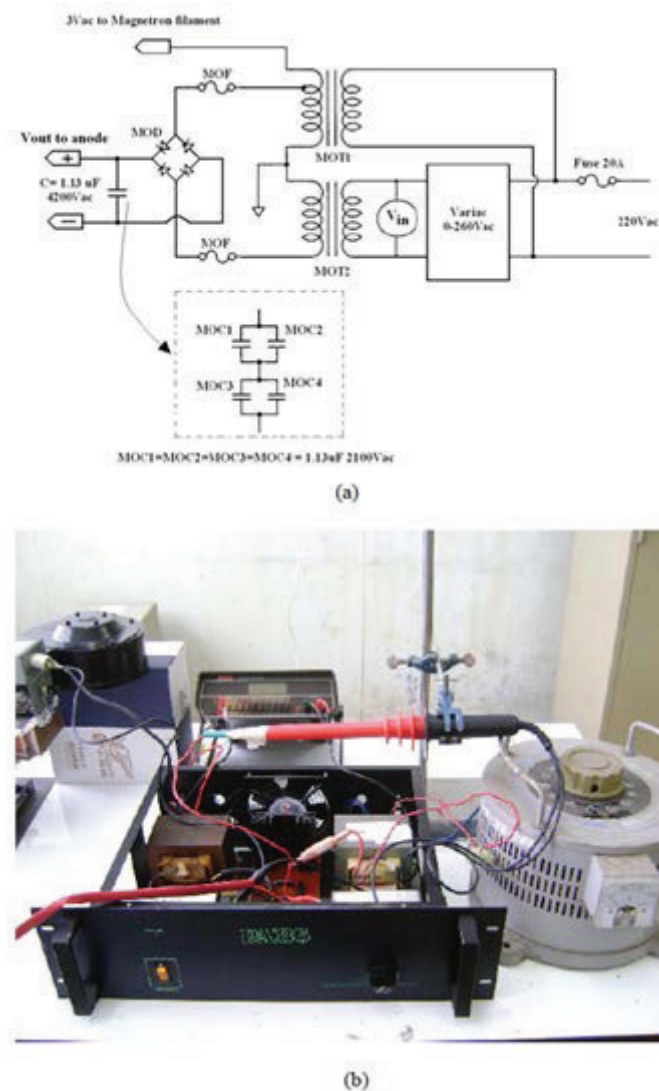 3Vac to Magnetron filament
MOF
MOD
Vout to anode
+
C= 1.13 uF
4200Vac
−
MOF
MOT1
MOT2
Vin
Variac
0-260Vac
Fuse 20A
220Vac
MOC1
MOC2
MOC3
MOC4
MOC1=MOC2=MOC3=MOC4 = 1.13uF 2100Vac
(a)
(b)